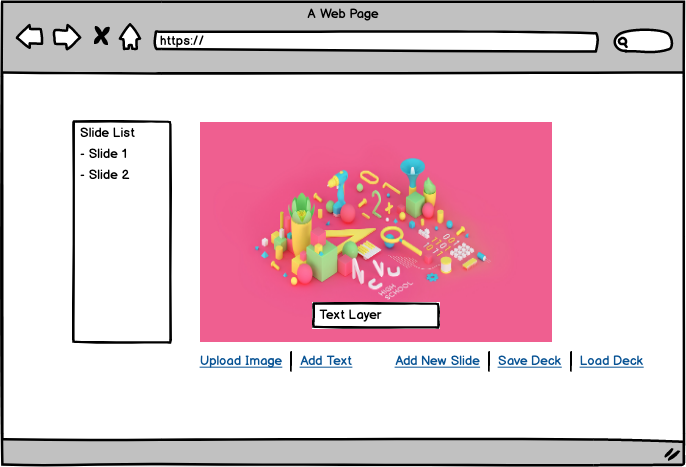 A Web Page
https://
Slide List
- Slide 1
- Slide 2
HIGH
SCHOOL
Text Layer
Upload Image | Add Text
Add New Slide | Save Deck | Load Deck